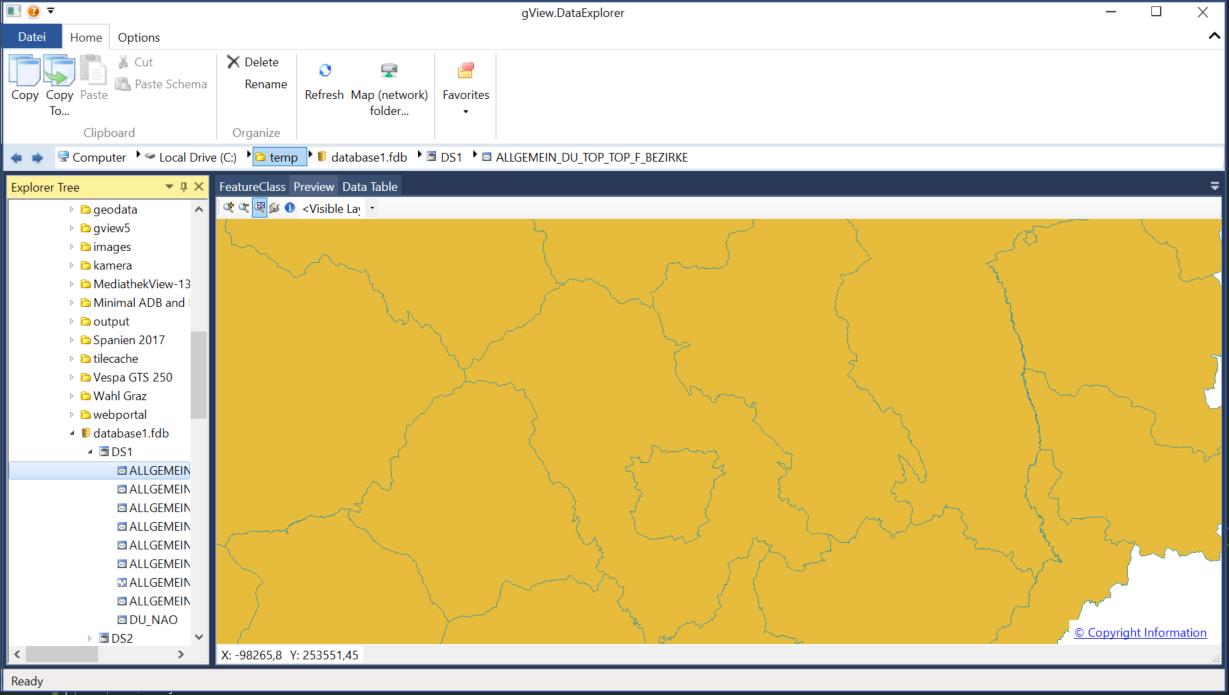 gView.DataExplorer
Datei Home Options
Copy Copy To... Paste Cut Paste Schema
Clipboard
Delete
Rename
Organize
Refresh Map (network) folder... Favorites
Computer Local Drive (C:) temp database1.fdb DS1 ALLGEMEIN_DU_TOP_TOP_F_BEZIRKE
Explorer Tree
FeatureClass Preview Data Table
<Visible Lay
geodata
gview5
images
kamera
MediathekView-13
Minimal ADB and
output
Spanien 2017
tilecache
Vespa GTS 250
Wahl Graz
webportal
database1.fdb
DS1
ALLGEMEIN
ALLGEMEIN
ALLGEMEIN
ALLGEMEIN
ALLGEMEIN
ALLGEMEIN
ALLGEMEIN
ALLGEMEIN
DU_NAO
DS2
© Copyright Information
X: -98265,8 Y: 253551,45
Ready